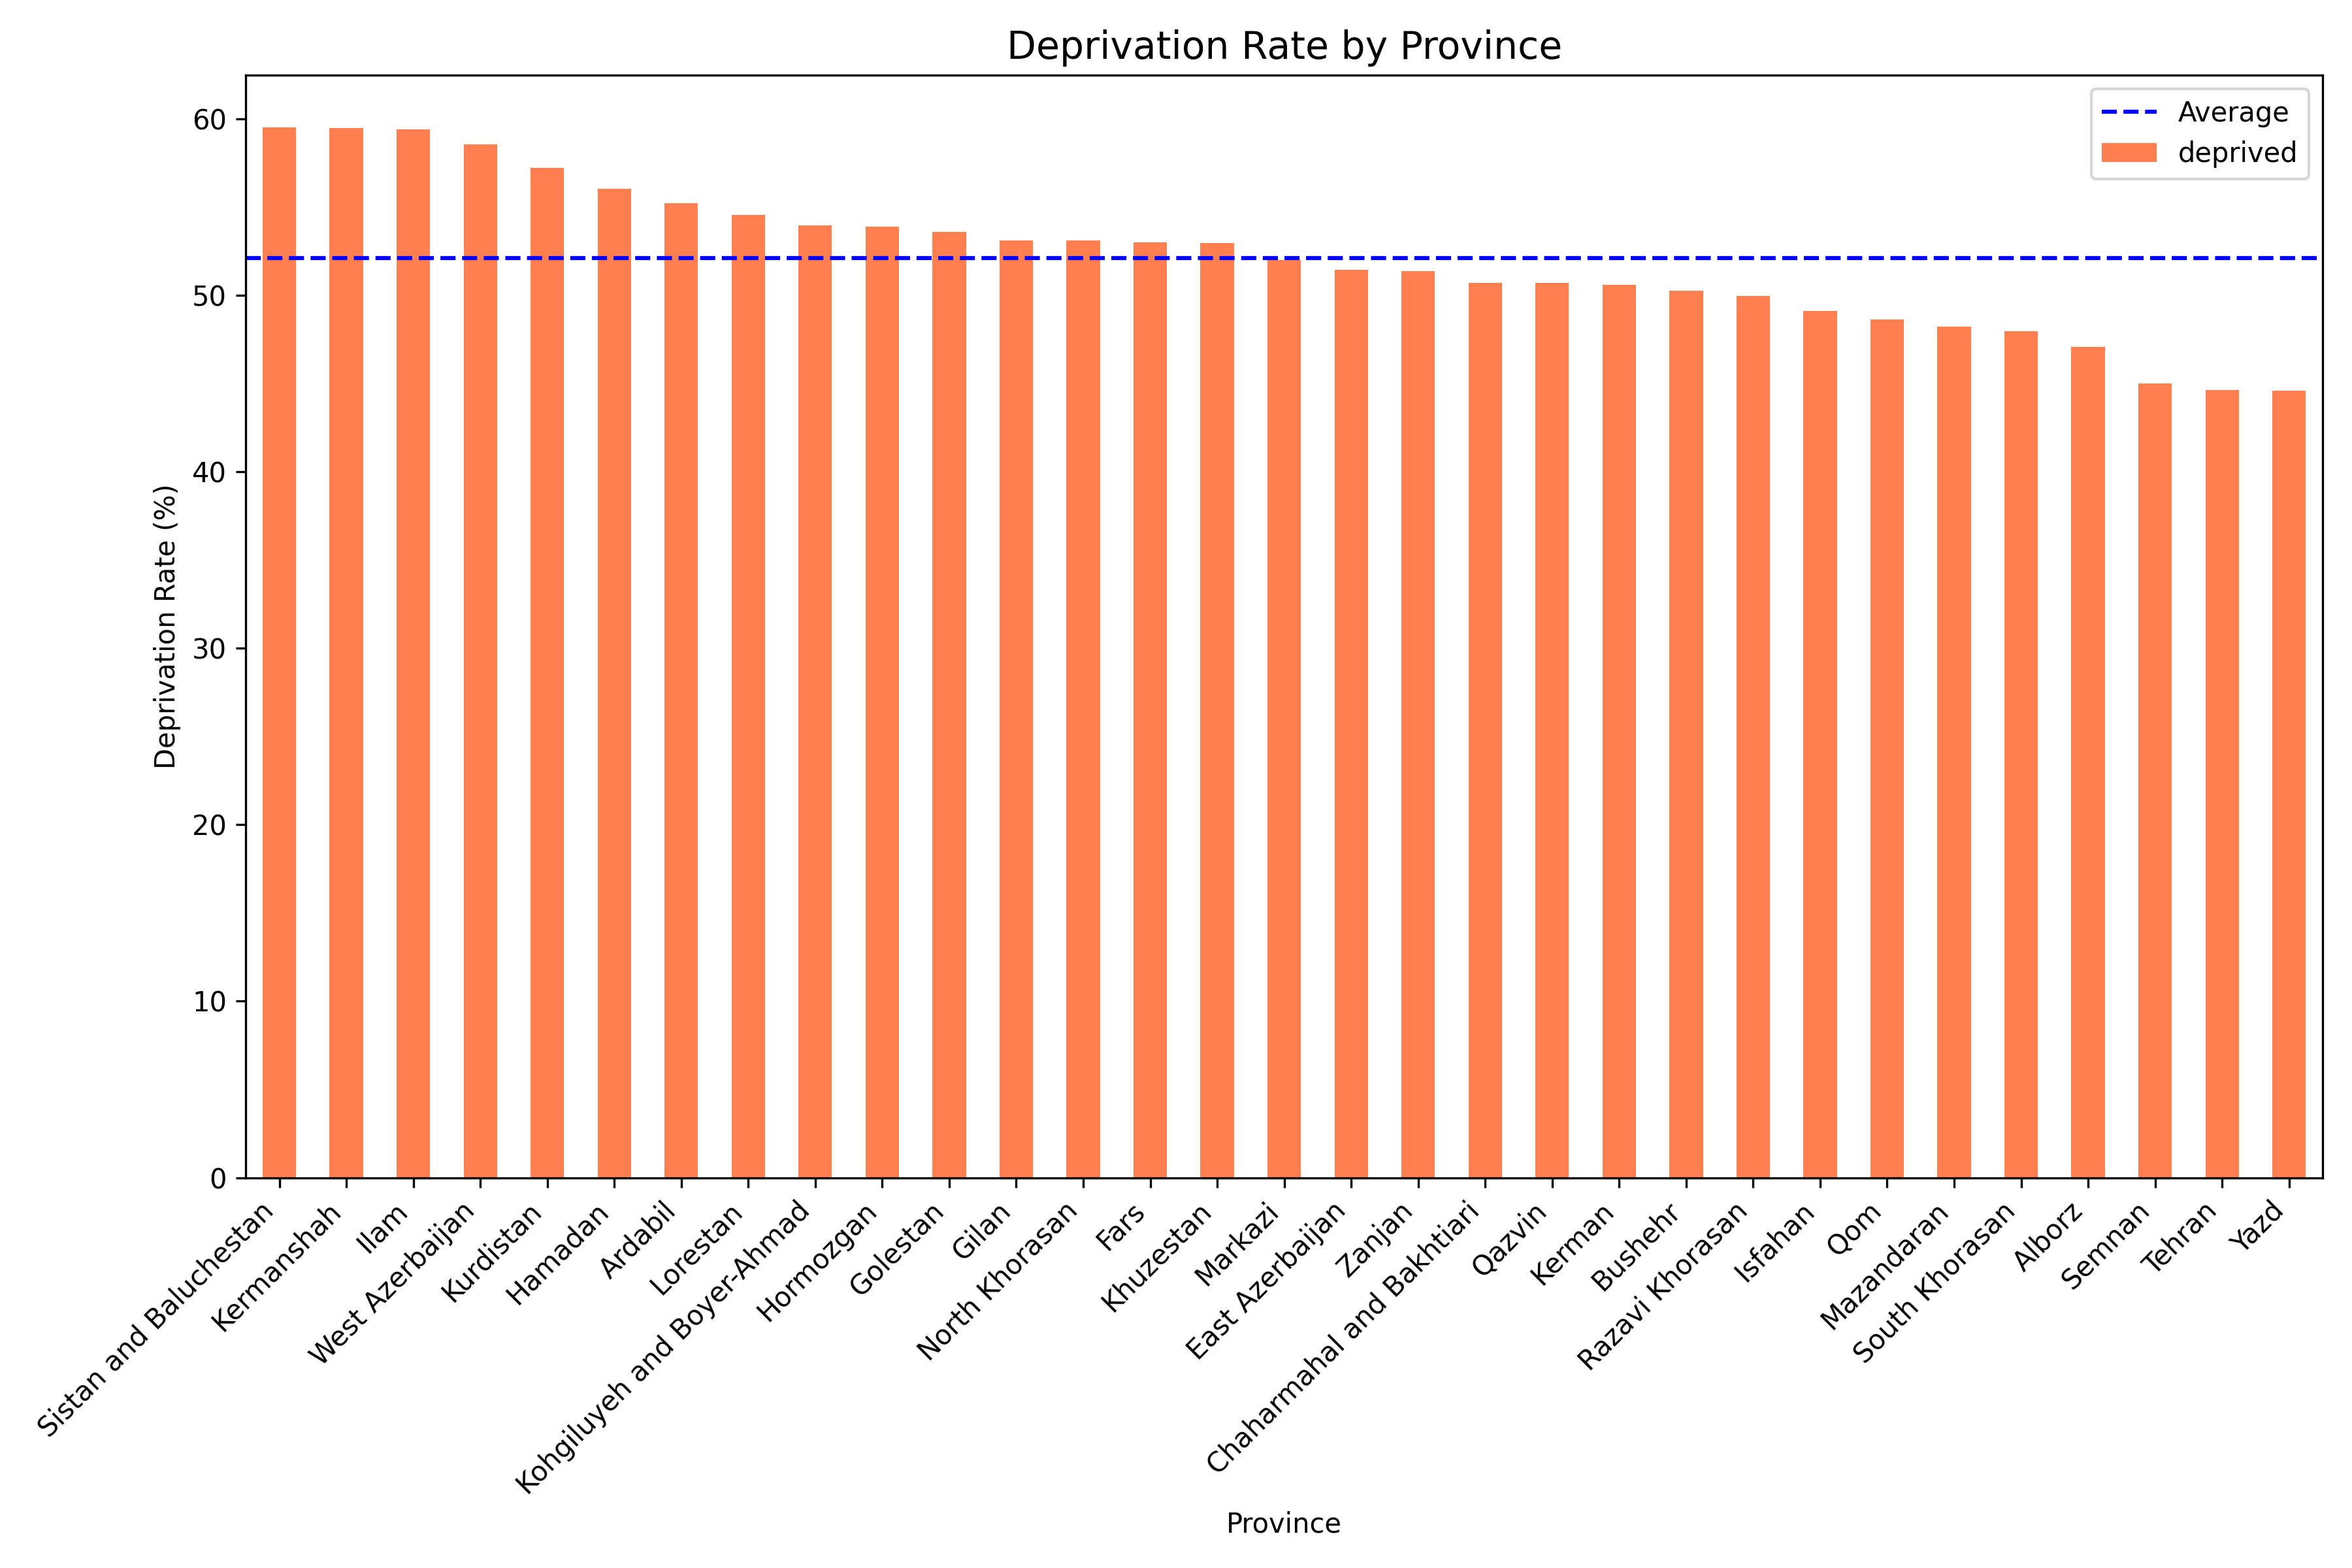 Deprivation Rate by Province
Average
deprived
Deprivation Rate (%)
60
50
40
30
20
10
0
Sistan and Baluchestan
Kermanshah
Ilam
West Azerbaijan
Kurdistan
Hamadan
Ardabil
Lorestan
Kohgiluyeh and Boyer-Ahmad
Hormozgan
Golestan
Gilan
North Khorasan
Fars
Khuzestan
Markazi
East Azerbaijan
Zanjan
Chaharmahal and Bakhtiari
Qazvin
Kerman
Bushehr
Razavi Khorasan
Isfahan
Qom
Mazandaran
South Khorasan
Alborz
Semnan
Tehran
Yazd
Province